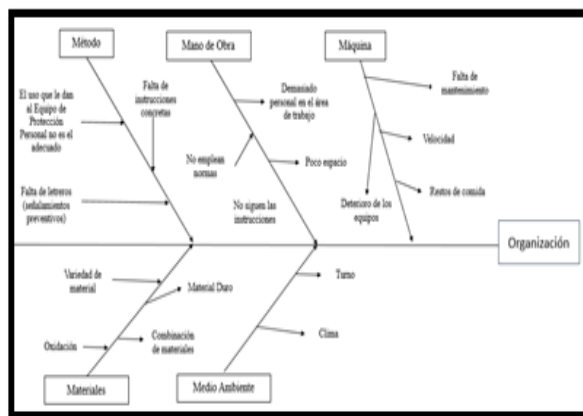 Método
Mano de Obra
Máquina
El uso que le dan
al Equipo de
Protección
Personal no es el
adecuado
Falta de
instrucciones
concretas
Falta de letreros
(señalamientos
preventivos)
Demasiado
personal en el área
de trabajo
No emplean
normas
Poco espacio
No siguen las
instrucciones
Falta de
mantenimiento
Velocidad
Restos de comida
Deterioro de los
equipos
Organización
Variedad de
material
Material Duro
Oxidación
Combinación
de materiales
Turno
Clima
Materiales
Medio Ambiente